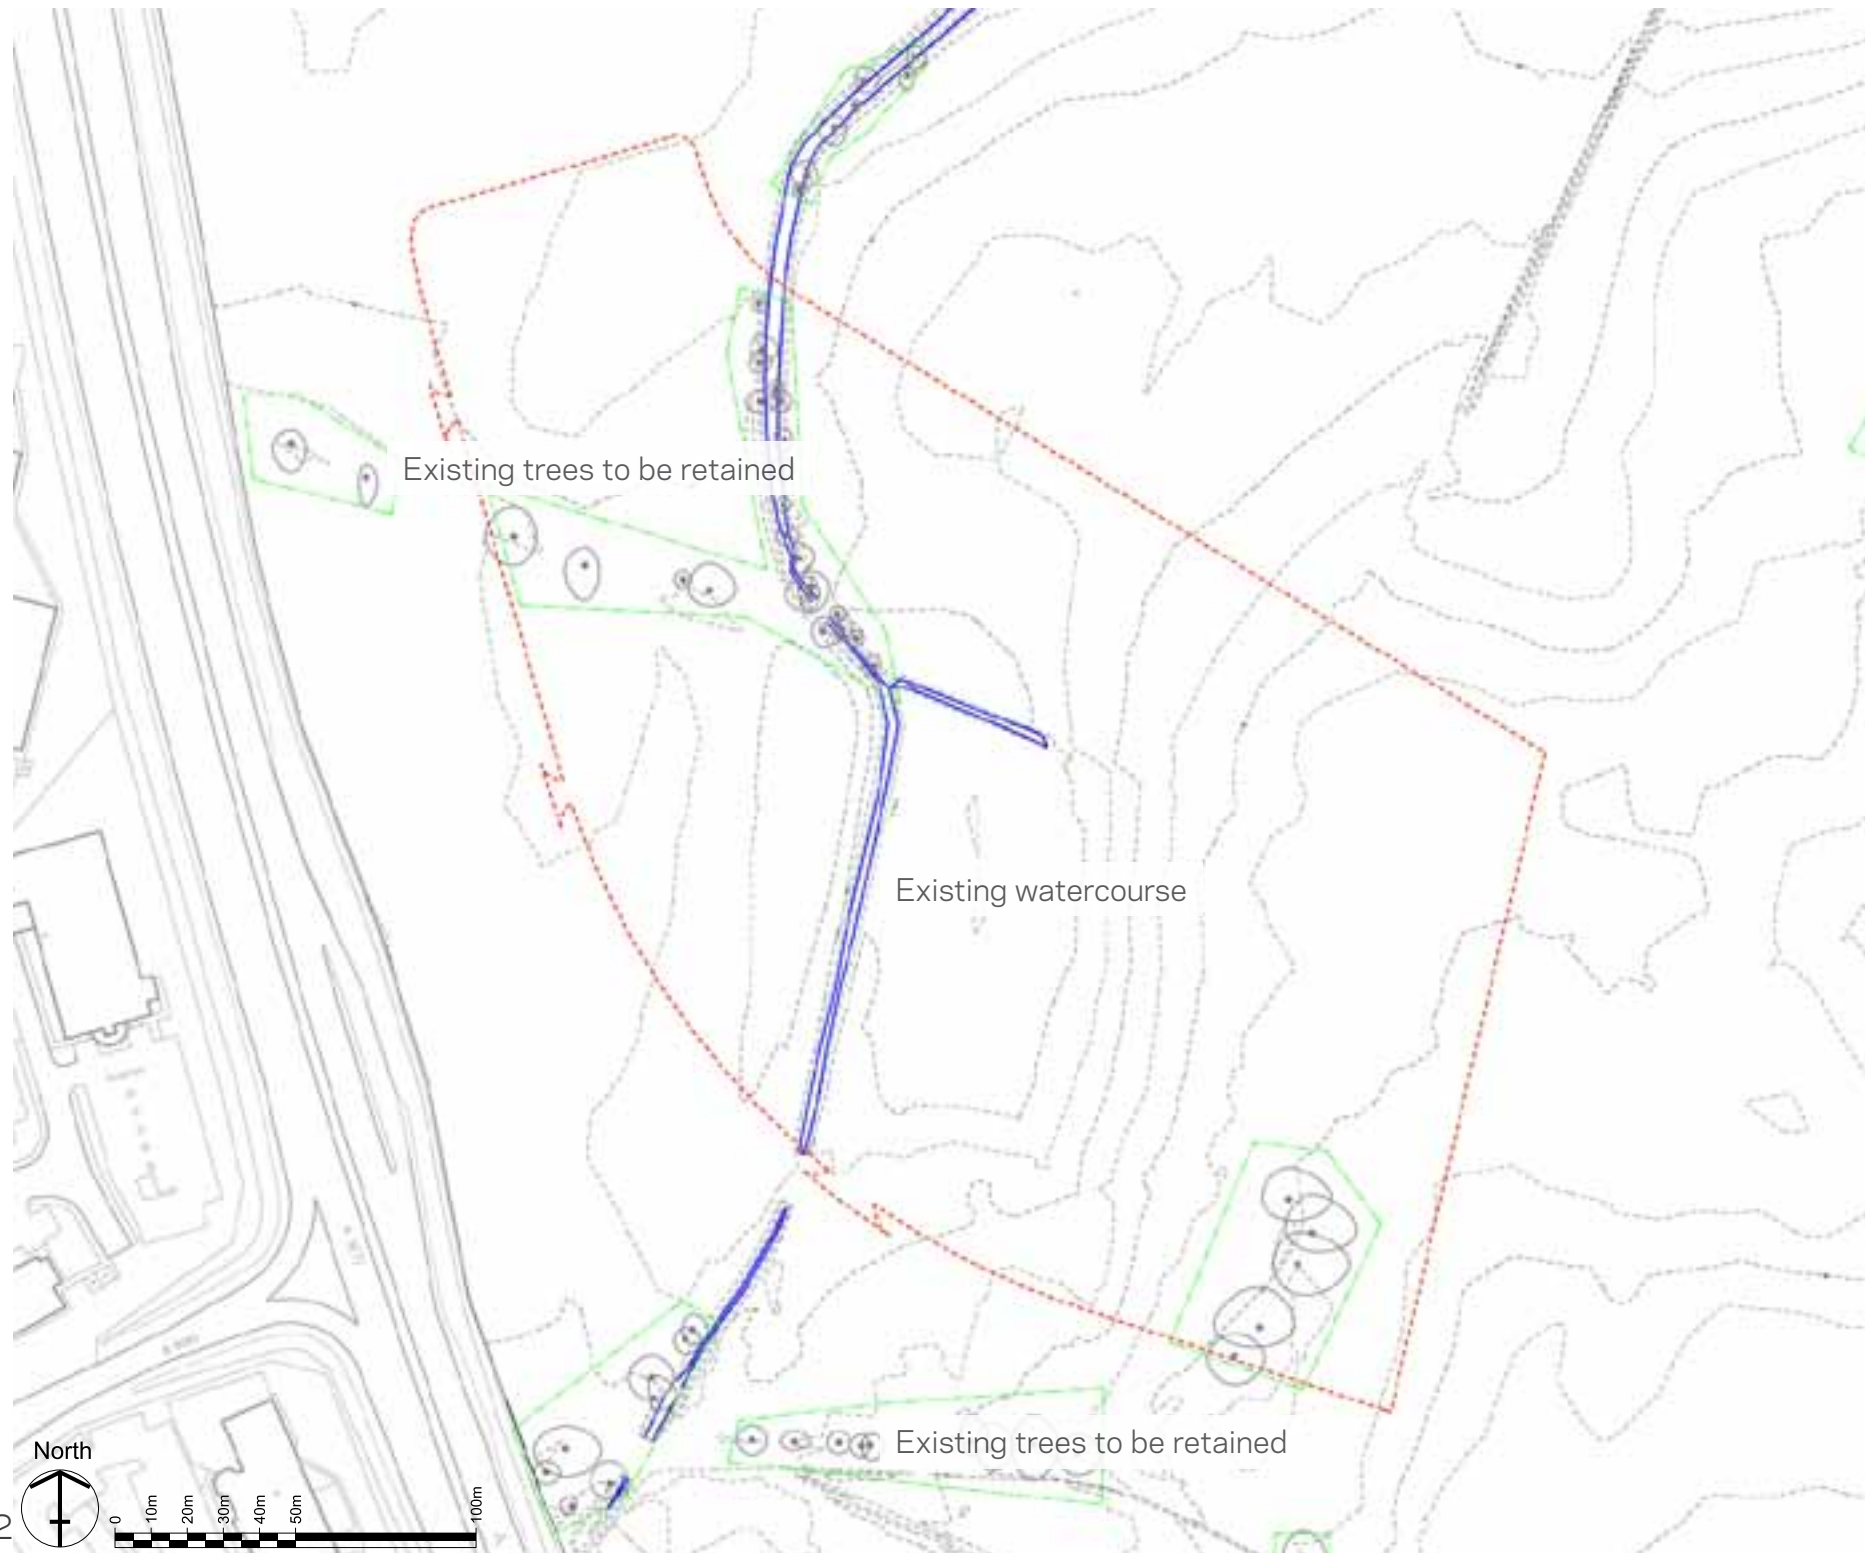 Existing trees to be retained
Existing watercourse
Existing trees to be retained
North
0
10m
20m
30m
40m
50m
100m
2